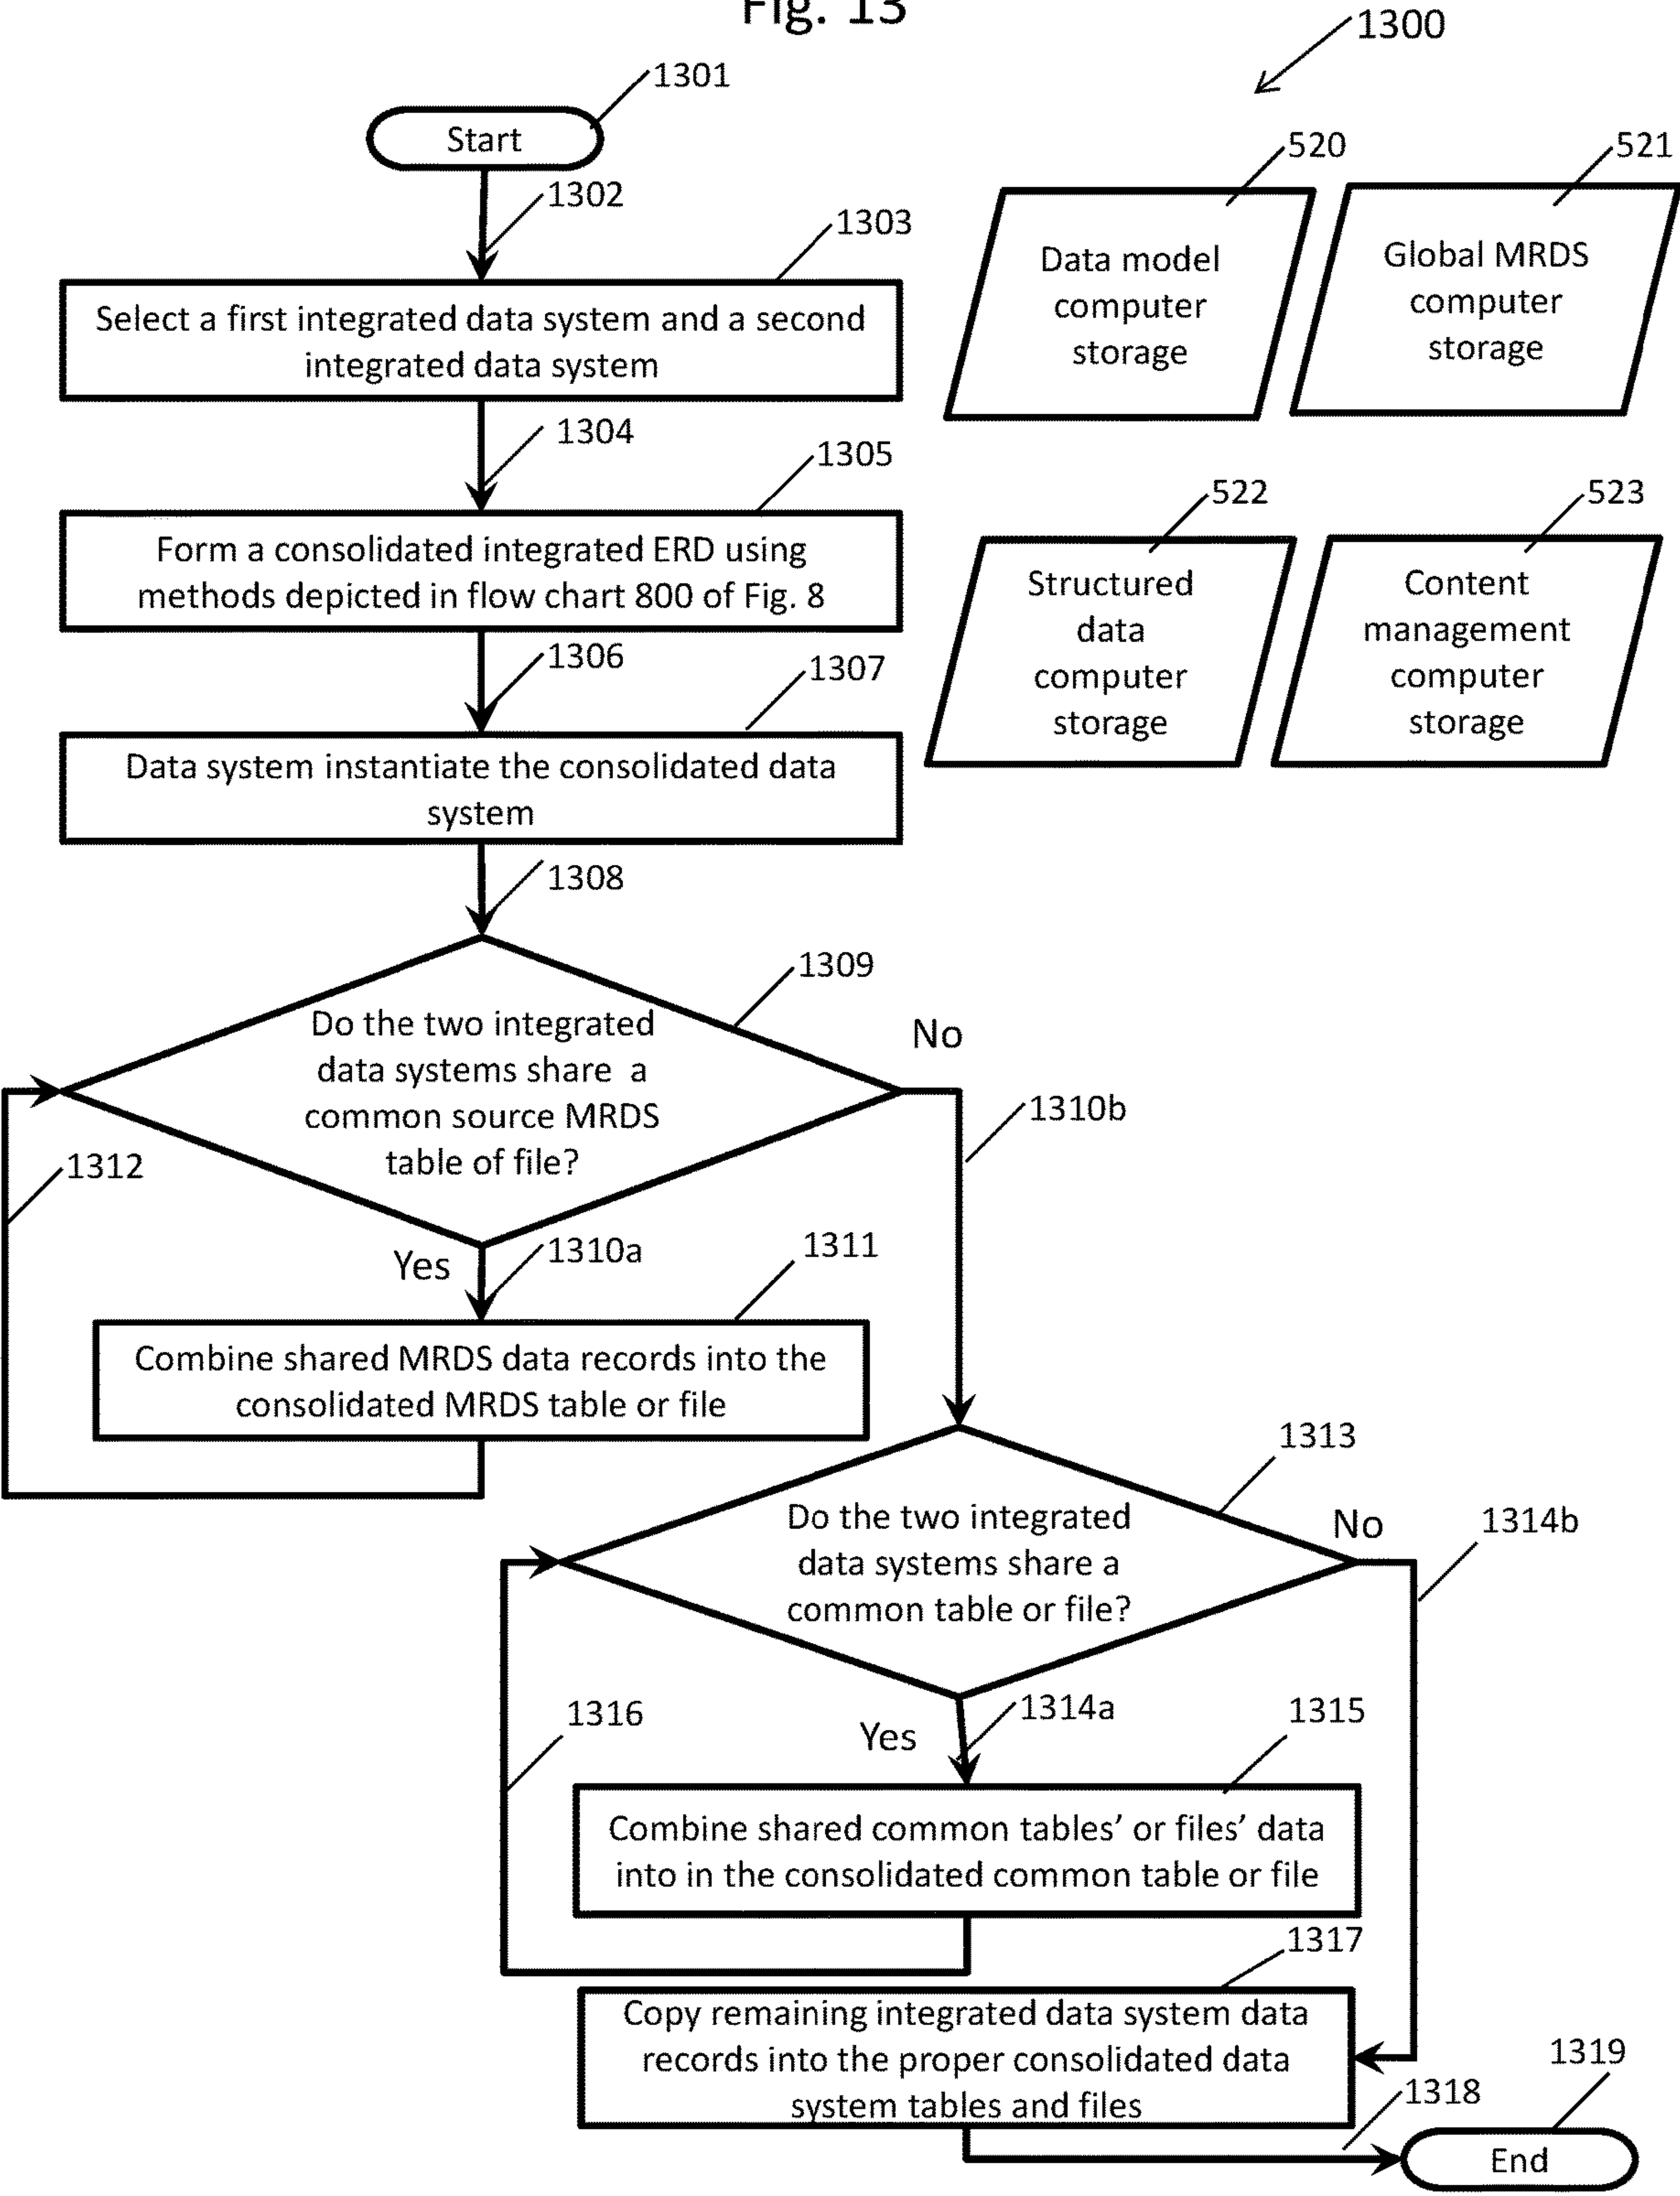 Fig. 13
1300
1301
Start
1302
1303
Select a first integrated data system and a second
integrated data system
1304
1305
Form a consolidated integrated ERD using
methods depicted in flow chart 800 of Fig. 8
1306
1307
Data system instantiate the consolidated data
system
520
Data model
computer
storage
521
Global MRDS
computer
storage
522
Structured
data
computer
storage
523
Content
management
computer
storage
1308
1309
Do the two integrated
data systems share a
common source MRDS
table of file?
No
1310b
1312
Yes
1310a
1311
Combine shared MRDS data records into the
consolidated MRDS table or file
1313
Do the two integrated
data systems share a
common table or file?
No
1314b
1316
Yes
1314a
1315
Combine shared common tables’ or files’ data
into in the consolidated common table or file
1317
Copy remaining integrated data system data
records into the proper consolidated data
system tables and files
1318
1319
End